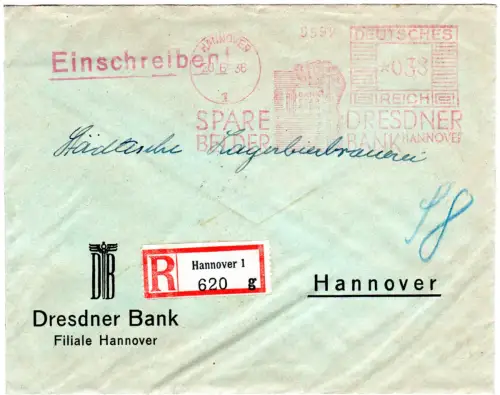 HANNOVER
1
DEUTSCHES
Einschreiben
*038
REICH
SPARE
BEI DER
DRESDNER
BANK HANNOVER
Städtische Lagerbierbrauerei
R
Hannover 1
620 g
Hannover
DB
Dresdner Bank
Filiale Hannover